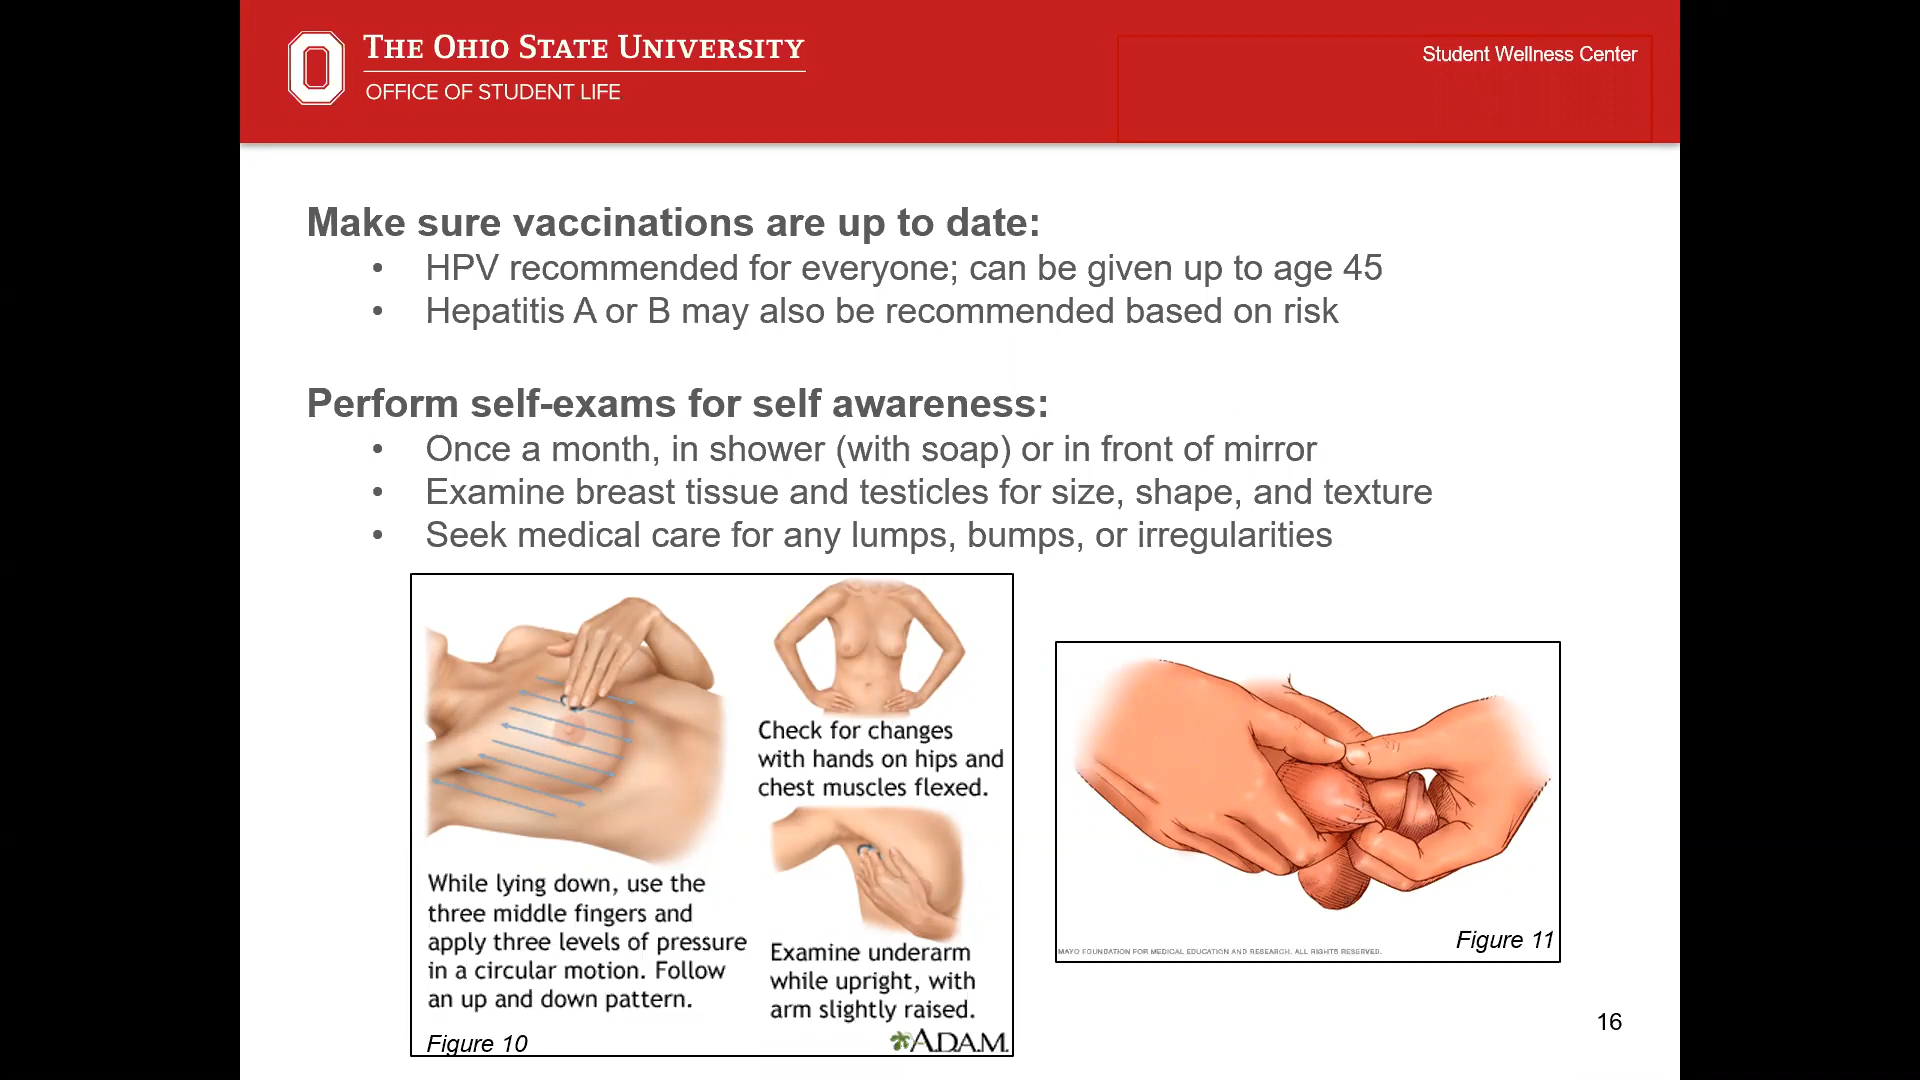 THE OHIO STATE UNIVERSITY
OFFICE OF STUDENT LIFE
Student Wellness Center
Make sure vaccinations are up to date:
• HPV recommended for everyone; can be given up to age 45
• Hepatitis A or B may also be recommended based on risk
Perform self-exams for self awareness:
• Once a month, in shower (with soap) or in front of mirror
• Examine breast tissue and testicles for size, shape, and texture
• Seek medical care for any lumps, bumps, or irregularities
While lying down, use the
three middle fingers and
apply three levels of pressure
in a circular motion. Follow
an up and down pattern.
Figure 10
Check for changes
with hands on hips and
chest muscles flexed.
Examine underarm
while upright, with
arm slightly raised.
A.D.A.M.
Figure 11
MAYO FOUNDATION FOR MEDICAL EDUCATION AND RESEARCH. ALL RIGHTS RESERVED.
16